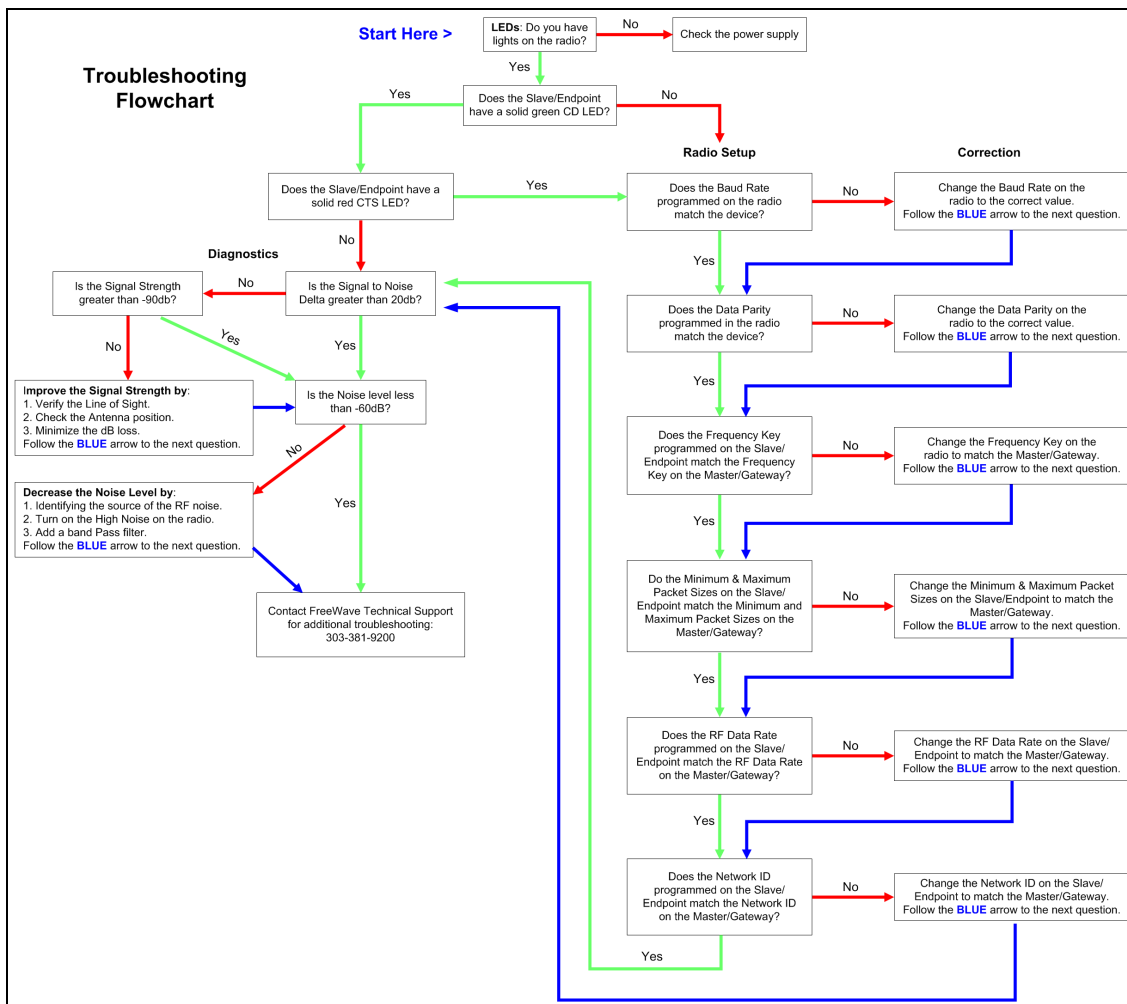 Start Here >
LEDs: Do you have
lights on the radio?
No
Check the power supply
Troubleshooting
Flowchart
Yes
Yes
Does the Slave/Endpoint
have a solid green CD LED?
No
Radio Setup
Correction
Does the Slave/Endpoint have a
solid red CTS LED?
Yes
Does the Baud Rate
programmed on the radio
match the device?
No
Change the Baud Rate on the
radio to the correct value.
Follow the BLUE arrow to the next question.
No
Yes
Diagnostics
Is the Signal Strength
greater than -90db?
No
Is the Signal to Noise
Delta greater than 20db?
Does the Data Parity
programmed in the radio
match the device?
No
Change the Data Parity on the
radio to the correct value.
Follow the BLUE arrow to the next question.
No
Yes
Yes
Yes
Improve the Signal Strength by:
1. Verify the Line of Sight.
2. Check the Antenna position.
3. Minimize the dB loss.
Follow the BLUE arrow to the next question.
Is the Noise level less
than -60dB?
Does the Frequency Key
programmed on the Slave/
Endpoint match the Frequency
Key on the Master/Gateway?
No
Change the Frequency Key on the
radio to match the Master/Gateway.
Follow the BLUE arrow to the next question.
No
Yes
Decrease the Noise Level by:
1. Identifying the source of the RF noise.
2. Turn on the High Noise on the radio.
3. Add a band Pass filter.
Follow the BLUE arrow to the next question.
Yes
Contact FreeWave Technical Support
for additional troubleshooting:
303-381-9200
Do the Minimum & Maximum
Packet Sizes on the Slave/
Endpoint match the Minimum and
Maximum Packet Sizes on the
Master/Gateway?
No
Change the Minimum & Maximum Packet
Sizes on the Slave/Endpoint to match the
Master/Gateway.
Follow the BLUE arrow to the next question.
Yes
Does the RF Data Rate
programmed on the Slave/
Endpoint match the RF Data Rate
on the Master/Gateway?
No
Change the RF Data Rate on the Slave/
Endpoint to match the Master/Gateway.
Follow the BLUE arrow to the next question.
Yes
Does the Network ID
programmed on the Slave/
Endpoint match the Network ID
on the Master/Gateway?
No
Change the Network ID on the Slave/
Endpoint to match the Master/Gateway.
Follow the BLUE arrow to the next question.
Yes